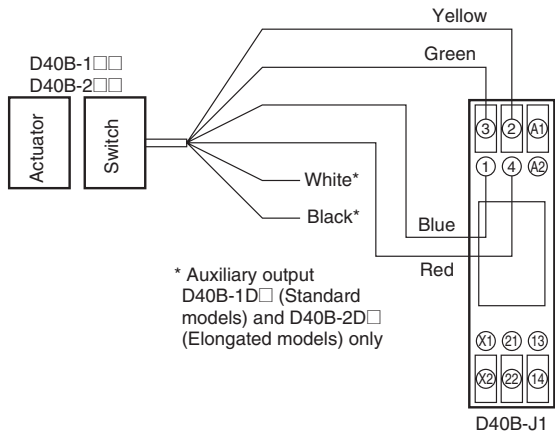 Yellow
Green
D40B-1□□
D40B-2□□
Actuator
Switch
3 2 A1
1 4 A2
White*
Black*
Blue
Red
* Auxiliary output
D40B-1D□ (Standard
models) and D40B-2D□
(Elongated models) only
X1 21 13
X2 22 14
D40B-J1